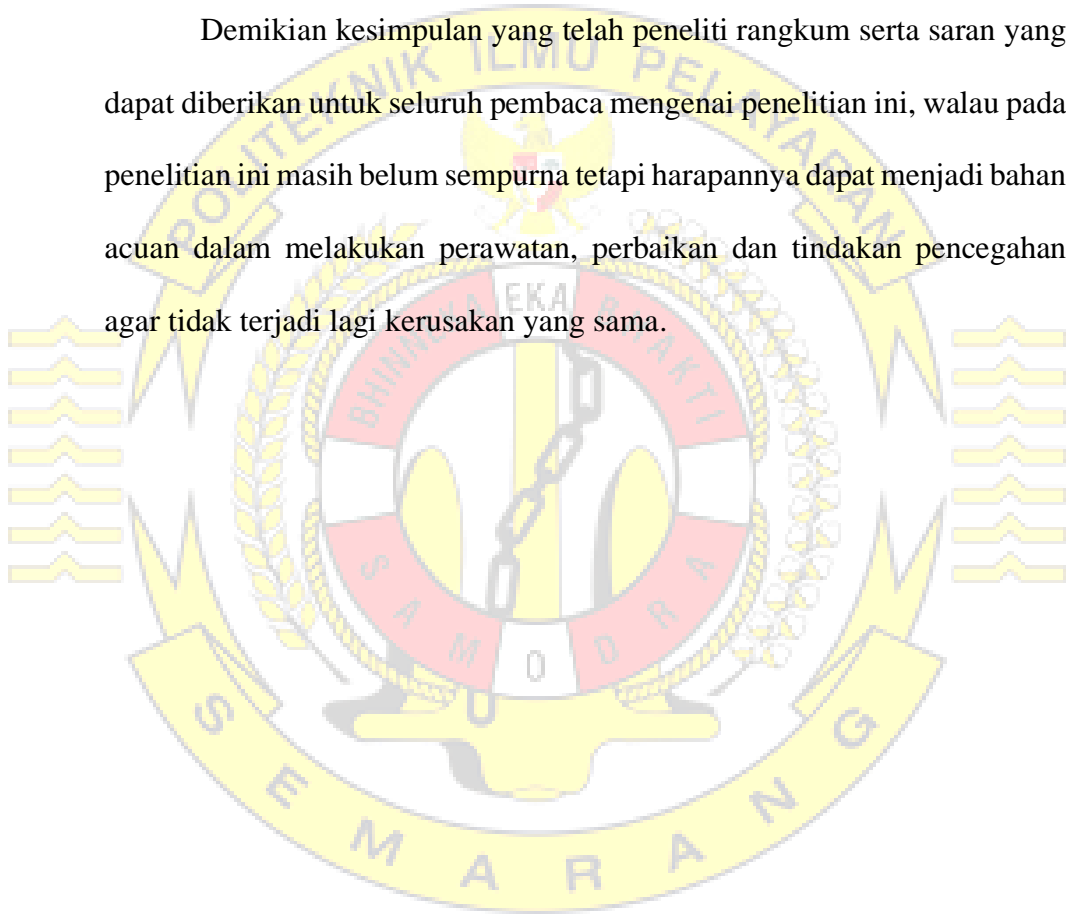 Demikian kesimpulan yang telah peneliti rangkum serta saran yang
dapat diberikan untuk seluruh pembaca mengenai penelitian ini, walau pada
penelitian ini masih belum sempurna tetapi harapannya dapat menjadi bahan
acuan dalam melakukan perawatan, perbaikan dan tindakan pencegahan
agar tidak terjadi lagi kerusakan yang sama.
POLITEKNIK ILMU PELAYARAN
BHINNEKA EKA BHAKTI
SAMODRA
SEMARANG